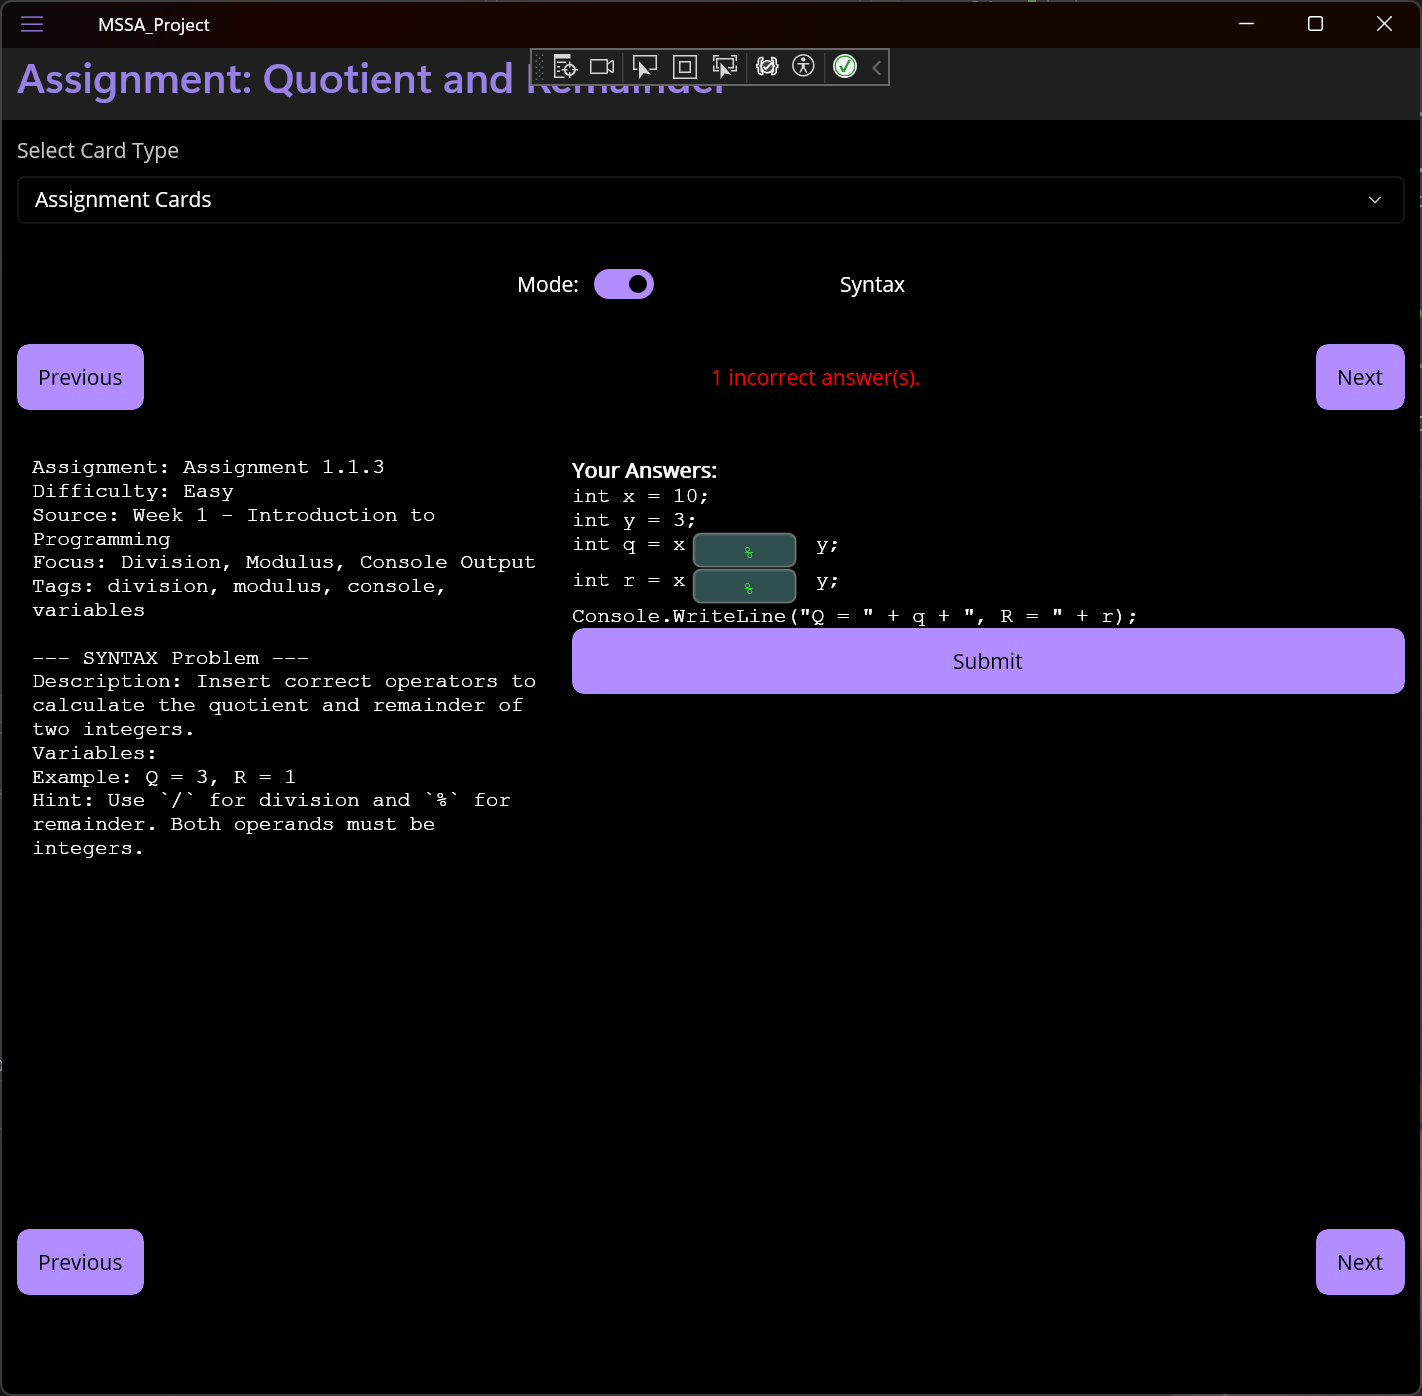 MSSA_Project
Assignment: Quotient and Remainder
Select Card Type
Assignment Cards
Mode:
Syntax
Previous
1 incorrect answer(s).
Next
Assignment: Assignment 1.1.3
Difficulty: Easy
Source: Week 1 - Introduction to
Programming
Focus: Division, Modulus, Console Output
Tags: division, modulus, console,
variables
--- SYNTAX Problem ---
Description: Insert correct operators to
calculate the quotient and remainder of
two integers.
Variables:
Example: Q = 3, R = 1
Hint: Use `/` for division and `%` for
remainder. Both operands must be
integers.
Your Answers:
int x = 10;
int y = 3;
int q = x % y;
int r = x % y;
Console.WriteLine("Q = " + q + ", R = " + r);
Submit
Previous
Next